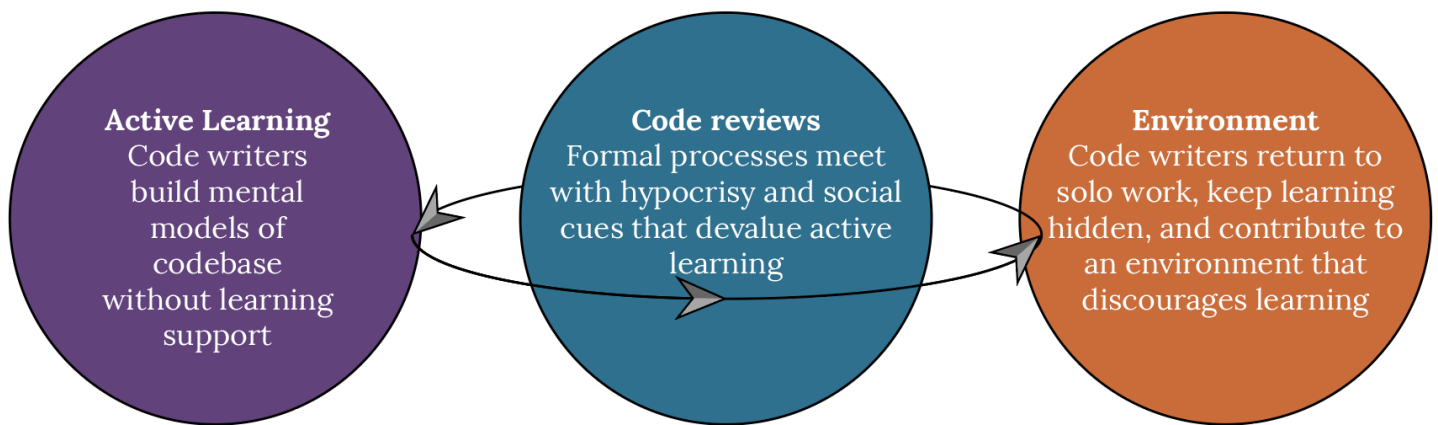 Active Learning
Code writers
build mental
models of
codebase
without learning
support
Code reviews
Formal processes meet
with hypocrisy and social
cues that devalue active
learning
Environment
Code writers return to
solo work, keep learning
hidden, and contribute to
an environment that
discourages learning